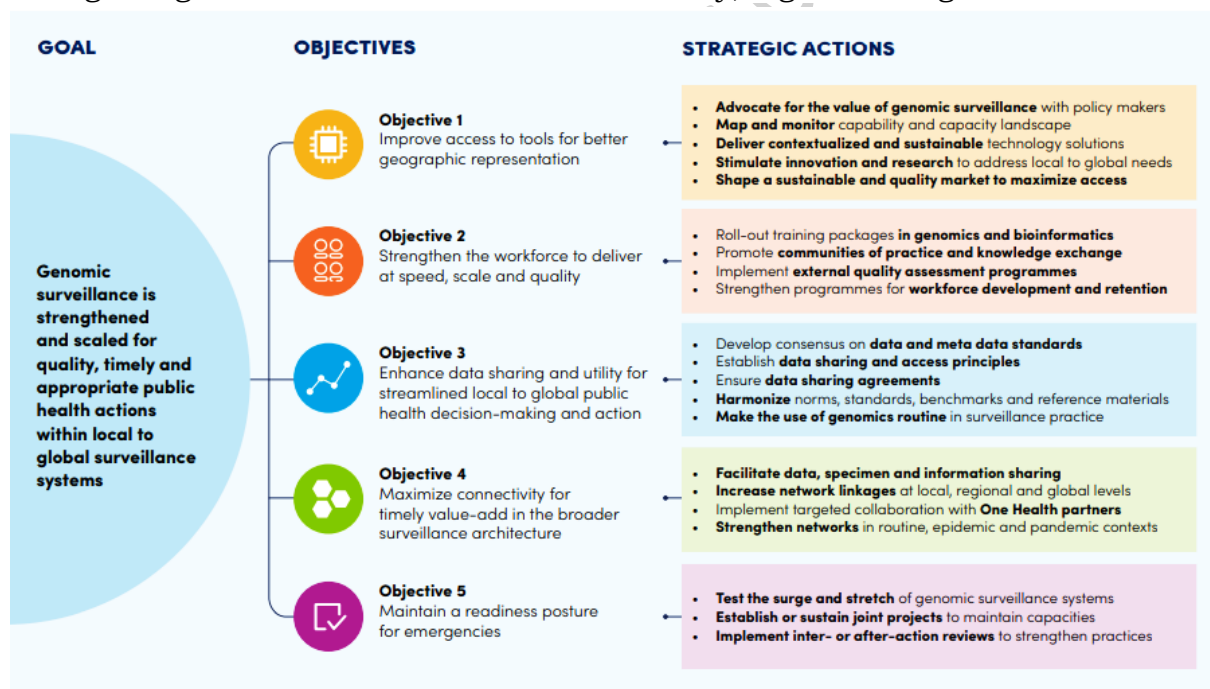 GOAL
OBJECTIVES
STRATEGIC ACTIONS
Genomic
surveillance is
strengthened
and scaled for
quality, timely and
appropriate public
health actions
within local to
global surveillance
systems
Objective 1
Improve access to tools for better
geographic representation
• Advocate for the value of genomic surveillance with policy makers
• Map and monitor capability and capacity landscape
• Deliver contextualized and sustainable technology solutions
• Stimulate innovation and research to address local to global needs
• Shape a sustainable and quality market to maximize access
Objective 2
Strengthen the workforce to deliver
at speed, scale and quality
• Roll-out training packages in genomics and bioinformatics
• Promote communities of practice and knowledge exchange
• Implement external quality assessment programmes
• Strengthen programmes for workforce development and retention
Objective 3
Enhance data sharing and utility for
streamlined local to global public
health decision-making and action
• Develop consensus on data and meta data standards
• Establish data sharing and access principles
• Ensure data sharing agreements
• Harmonize norms, standards, benchmarks and reference materials
• Make the use of genomics routine in surveillance practice
Objective 4
Maximize connectivity for
timely value-add in the broader
surveillance architecture
• Facilitate data, specimen and information sharing
• Increase network linkages at local, regional and global levels
• Implement targeted collaboration with One Health partners
• Strengthen networks in routine, epidemic and pandemic contexts
Objective 5
Maintain a readiness posture
for emergencies
• Test the surge and stretch of genomic surveillance systems
• Establish or sustain joint projects to maintain capacities
• Implement inter- or after-action reviews to strengthen practices